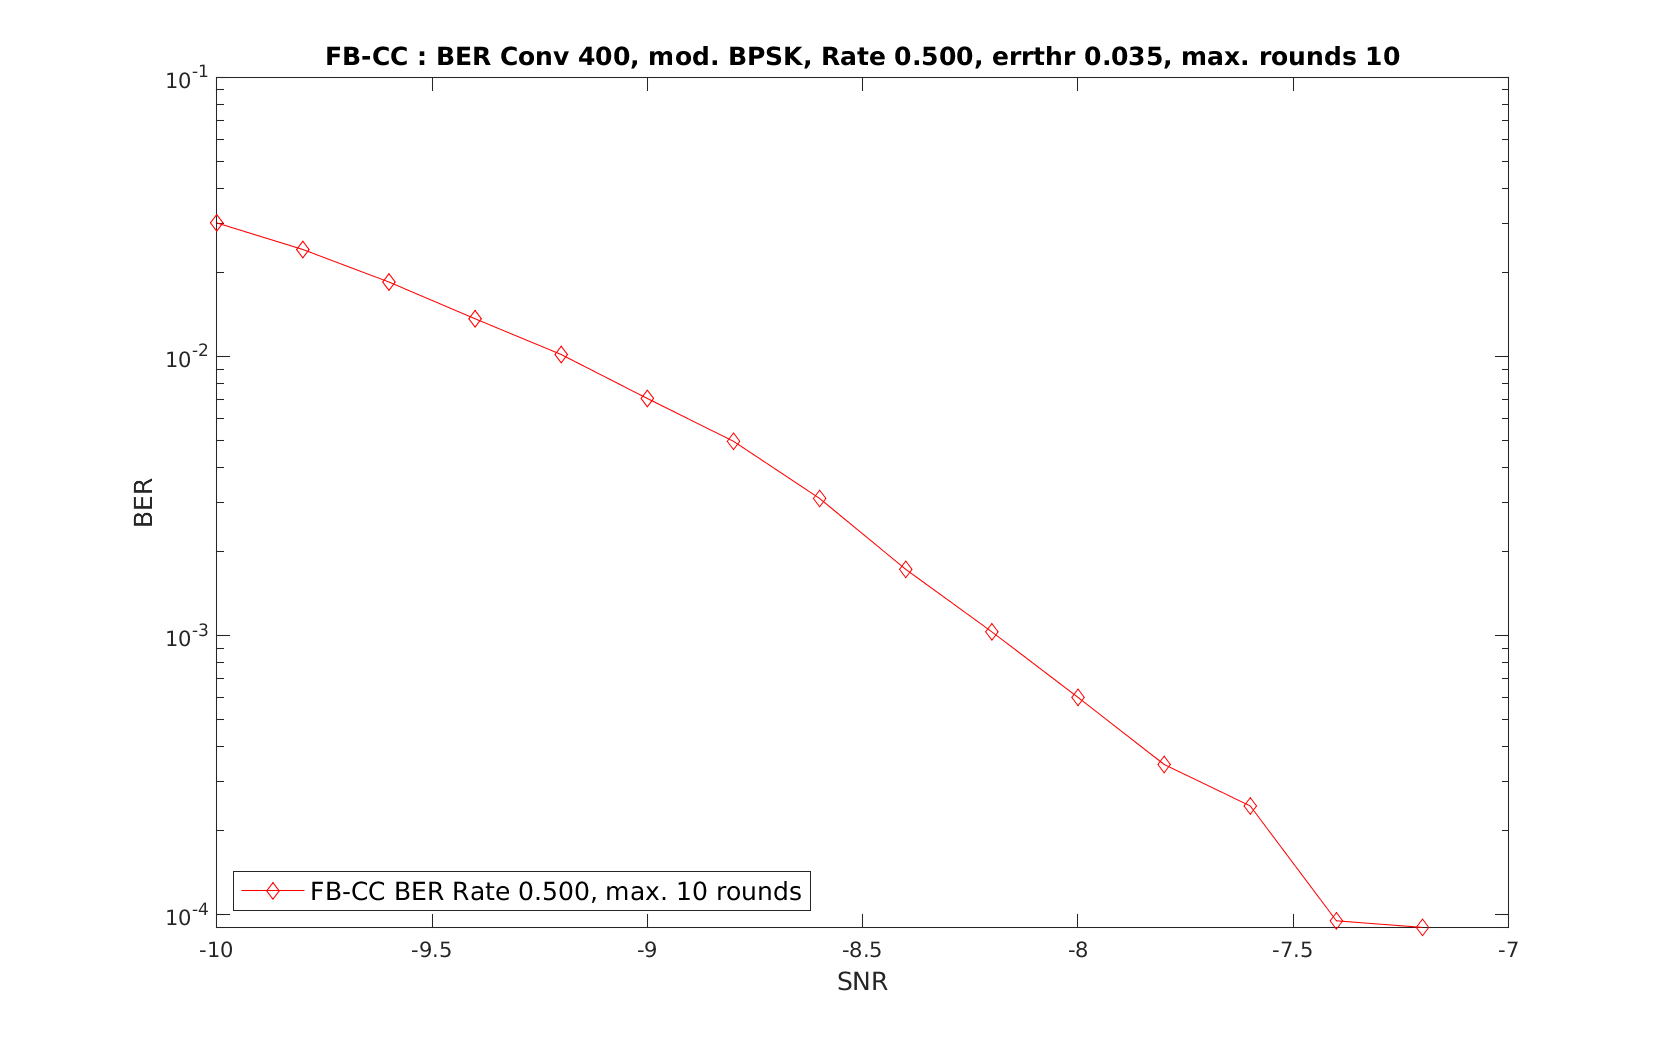 FB-CC : BER Conv 400, mod. BPSK, Rate 0.500, errthr 0.035, max. rounds 10
10^-1
10^-2
10^-3
10^-4
BER
FB-CC BER Rate 0.500, max. 10 rounds
-10 -9.5 -9 -8.5 -8 -7.5 -7
SNR